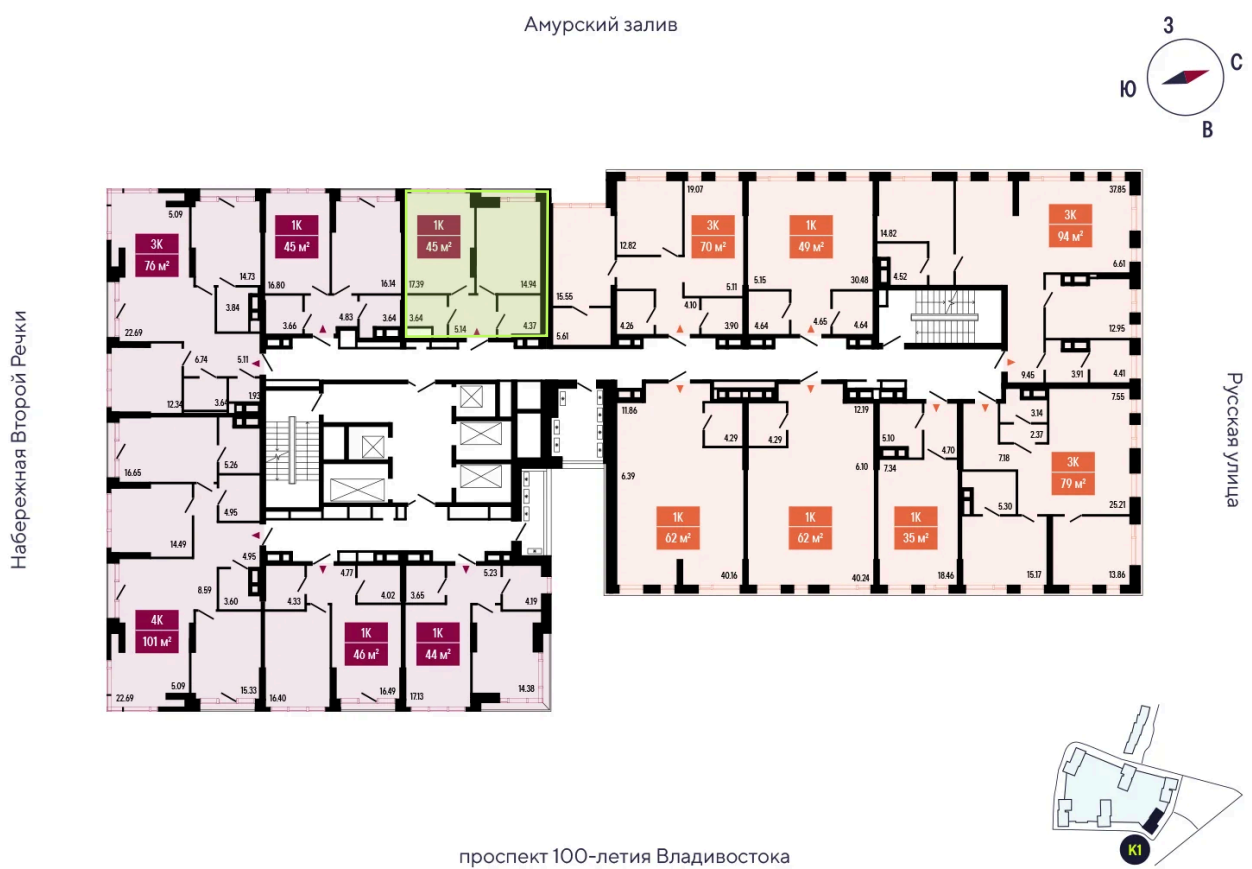 Амурский залив
З
С
Ю
В
Набережная Второй Речки
Русская улица
5.09
3К
76 м²
14.73
3.84
22.69
6.74
5.11
12.34
3.64
1.93
1К
45 м²
16.80
16.14
3.66
4.83
3.64
1К
45 м²
17.39
14.94
3.64
5.14
4.37
15.55
5.61
19.07
12.82
3К
70 м²
5.11
4.26
4.10
3.90
1К
49 м²
5.15
30.48
4.64
4.65
4.64
14.82
4.52
37.85
3К
94 м²
6.61
12.95
9.45
3.91
4.41
16.65
5.26
4.95
14.49
4.95
8.59
3.60
4К
101 м²
22.69
5.09
15.33
4.77
4.33
4.02
1К
46 м²
16.40
16.49
5.23
3.65
4.19
1К
44 м²
17.13
14.38
11.86
4.29
6.39
1К
62 м²
40.16
12.19
4.29
6.10
1К
62 м²
40.24
5.10
4.70
7.34
1К
35 м²
18.46
7.55
3.14
2.37
7.18
3К
79 м²
5.30
25.21
15.17
13.86
К1
проспект 100-летия Владивостока